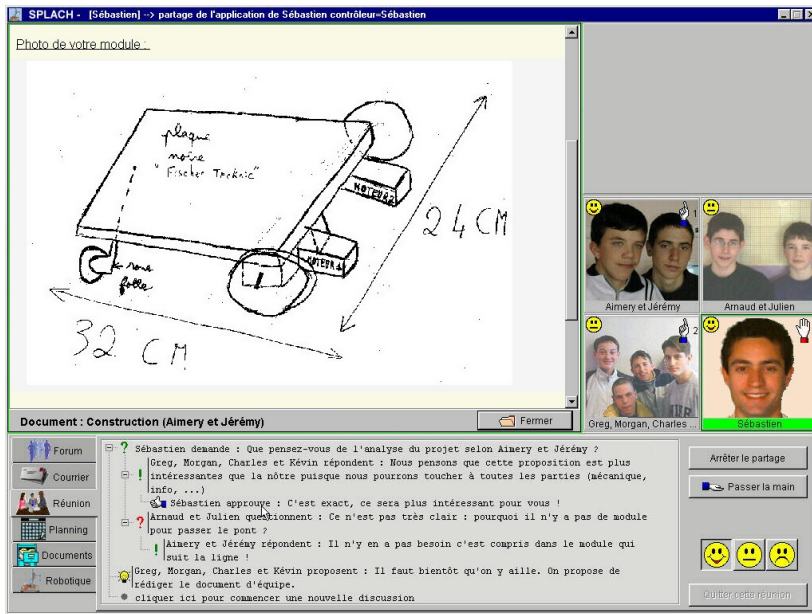 SPLACH - [Sébastien] --> partage de l'application de Sébastien contrôleur=Sébastien
Photo de votre module :
plaque
noire
"Fischer Technic"
MOTEUR2
24 CM
MOTEUR1
roue
folle
32 CM
Document : Construction (Aimery et Jérémy)
Fermer
1
Aimery et Jérémy
Arnaud et Julien
2
Greg, Morgan, Charles ...
Sébastien
Forum
Courrier
Réunion
Planning
Documents
Robotique
Sébastien demande : Que pensez-vous de l'analyse du projet selon Aimery et Jérémy ?
Greg, Morgan, Charles et Kévin répondent : Nous pensons que cette proposition est plus
intéressantes que la nôtre puisque nous pourrons toucher à toutes les parties (mécanique,
info, ...)
Sébastien approuve : C'est exact, ce sera plus intéressant pour vous !
Arnaud et Julien questionnent : Ce n'est pas très clair : pourquoi il n'y a pas de module
pour passer le pont ?
Aimery et Jérémy répondent : Il n'y en a pas besoin c'est compris dans le module qui
suit la ligne !
Greg, Morgan, Charles et Kévin proposent : Il faut bientôt qu'on y aille. On propose de
rédiger le document d'équipe.
cliquer ici pour commencer une nouvelle discussion
Arrêter le partage
Passer la main
Quitter cette réunion